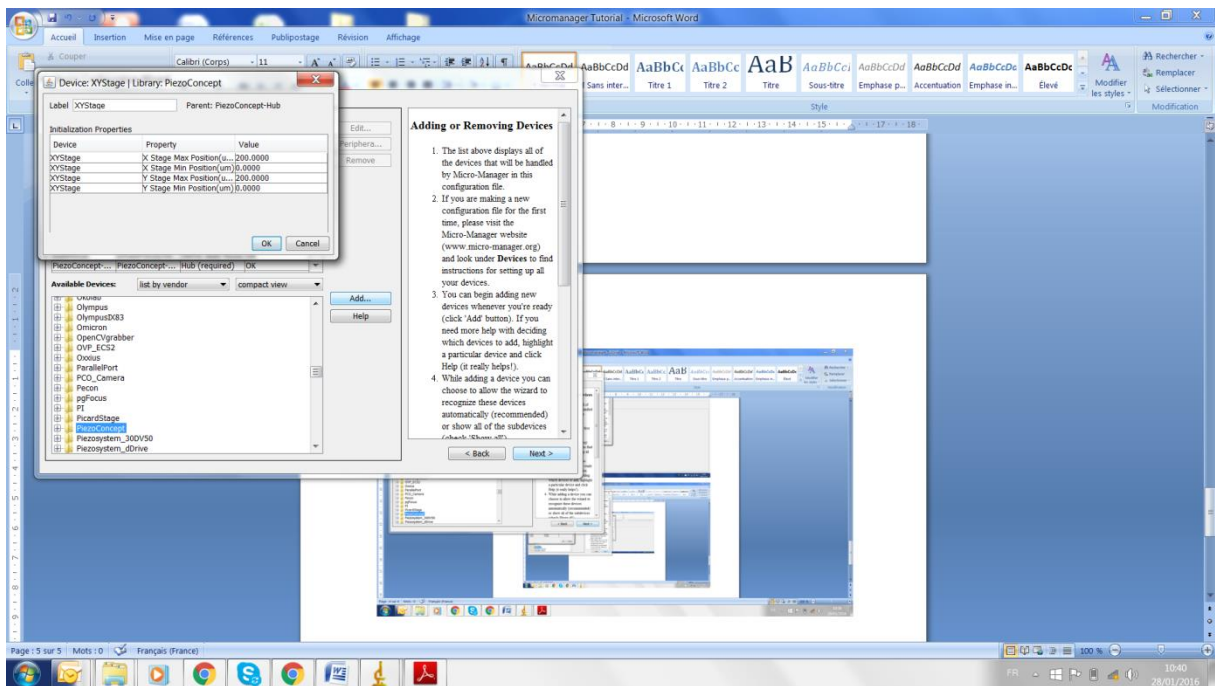 Micromanager Tutorial - Microsoft Word
Accueil Insertion Mise en page Références Publipostage Révision Affichage
Couper
Calibri (Corps) 11
AaBbCcDd AaBbCcDd AaBbCc AaBbCc AaB AaBbCcI AaBbCcDd AaBbCcDd AaBbCcDc AaBbCcDc
Sans inter... Titre 1 Titre 2 Titre Sous-titre Emphase p... Accentuation Emphase in... Élevé
Modifier
les styles
Rechercher
Remplacer
Sélectionner
Style
Modification
Device: XYStage | Library: PiezoConcept
Label XYStage Parent: PiezoConcept-Hub
Initialization Properties
Device Property Value
XYStage X Stage Max Position(u... 200.0000
XYStage X Stage Min Position(um) 0.0000
XYStage Y Stage Max Position(u... 200.0000
XYStage Y Stage Min Position(um) 0.0000
OK Cancel
Edit...
Periphera...
Remove
PiezoConcept-... PiezoConcept-... Hub (required) OK
Available Devices: list by vendor compact view
Add...
Help
Olympus
OlympusIX83
Omicron
OpenCVgrabber
OVP_ECS2
Oxxius
ParallelPort
PCO_Camera
Pecon
pgFocus
PI
PicardStage
PiezoConcept
Piezosystem_30DV50
Piezosystem_dDrive
Adding or Removing Devices
1. The list above displays all of
the devices that will be handled
by Micro-Manager in this
configuration file.
2. If you are making a new
configuration file for the first
time, please visit the
Micro-Manager website
(www.micro-manager.org)
and look under Devices to find
instructions for setting up all
your devices.
3. You can begin adding new
devices whenever you're ready
(click 'Add' button). If you
need more help with deciding
which devices to add, highlight
a particular device and click
Help (it really helps!).
4. While adding a device you can
choose to allow the wizard to
recognize these devices
automatically (recommended)
or show all of the subdevices
(check 'Show all')
< Back Next >
Page : 5 sur 5 Mots : 0 Français (France)
100 %
FR
10:40
28/01/2016